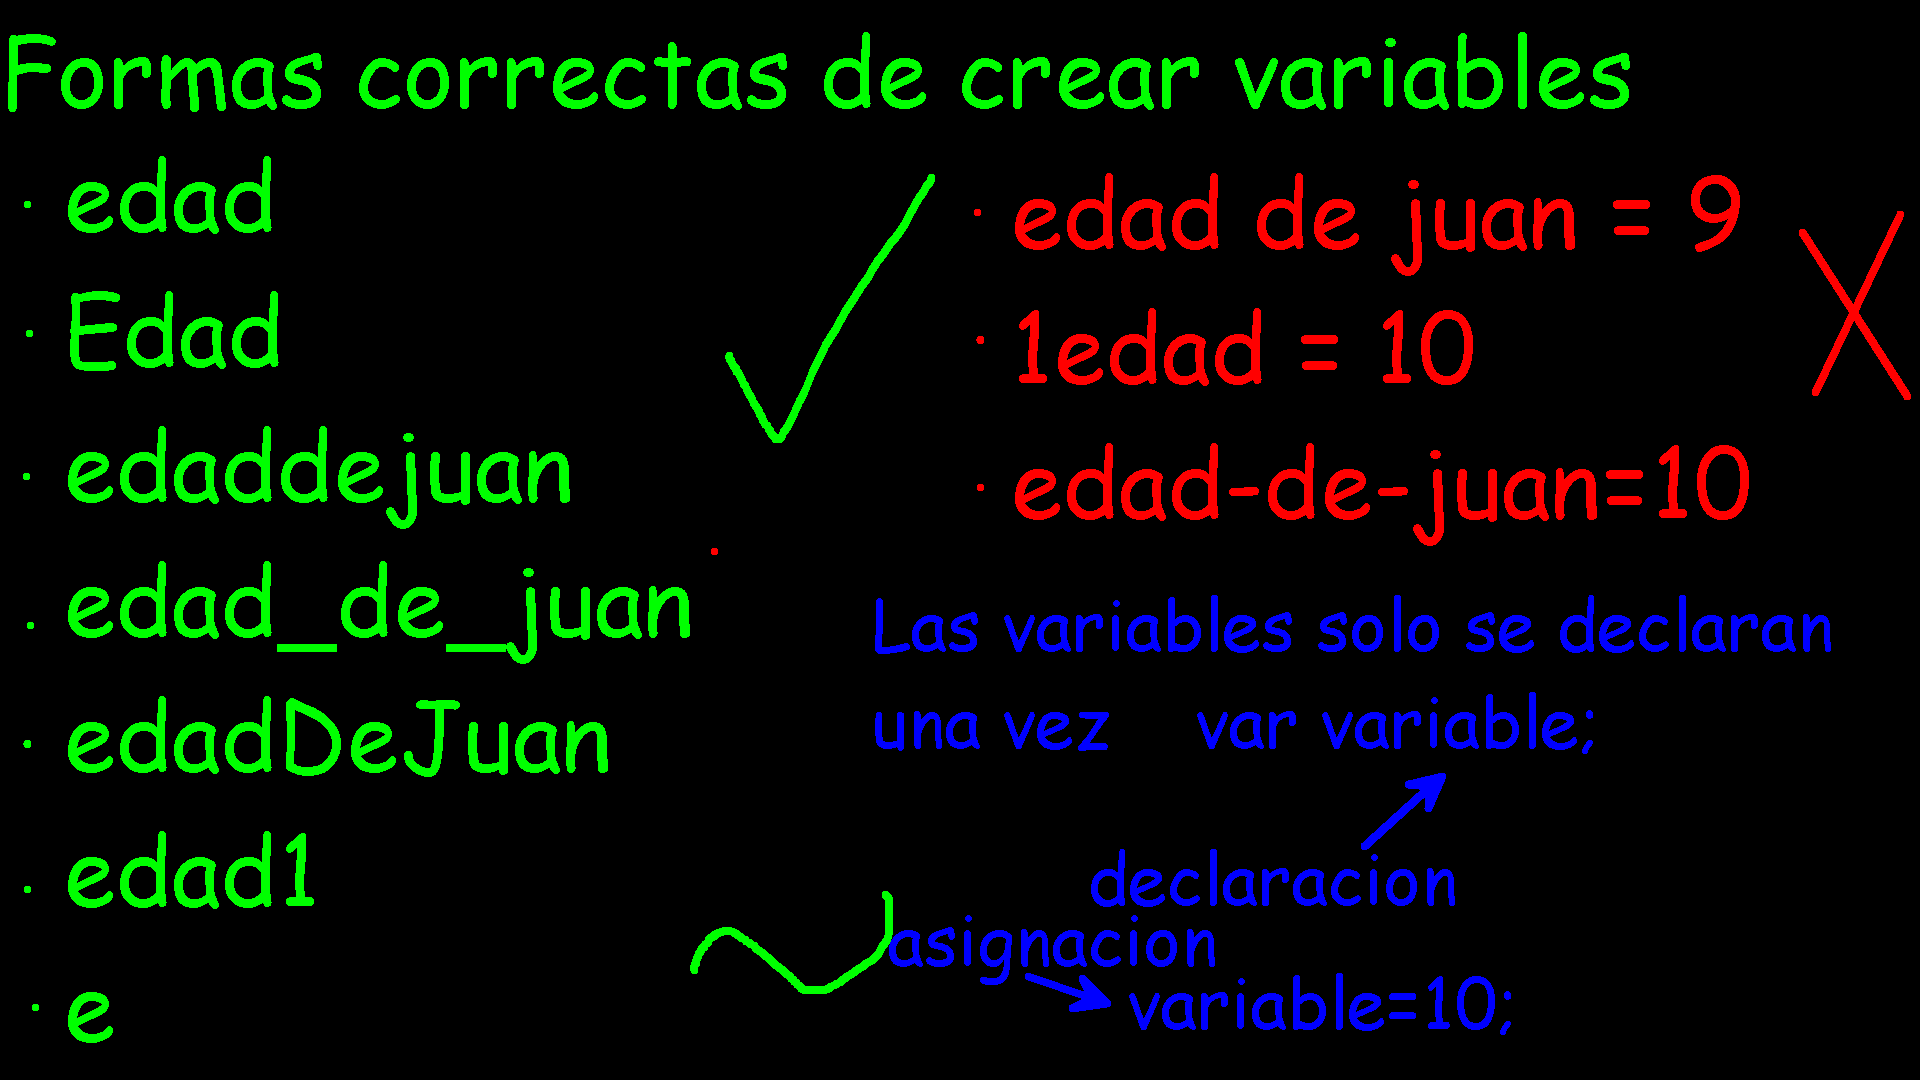 Formas correctas de crear variables
edad
Edad
edaddejuan
edad_de_juan
edadDeJuan
edad1
e
edad de juan = 9
1edad = 10
edad-de-juan=10
Las variables solo se declaran
una vez var variable;
declaracion
asignacion
variable=10;